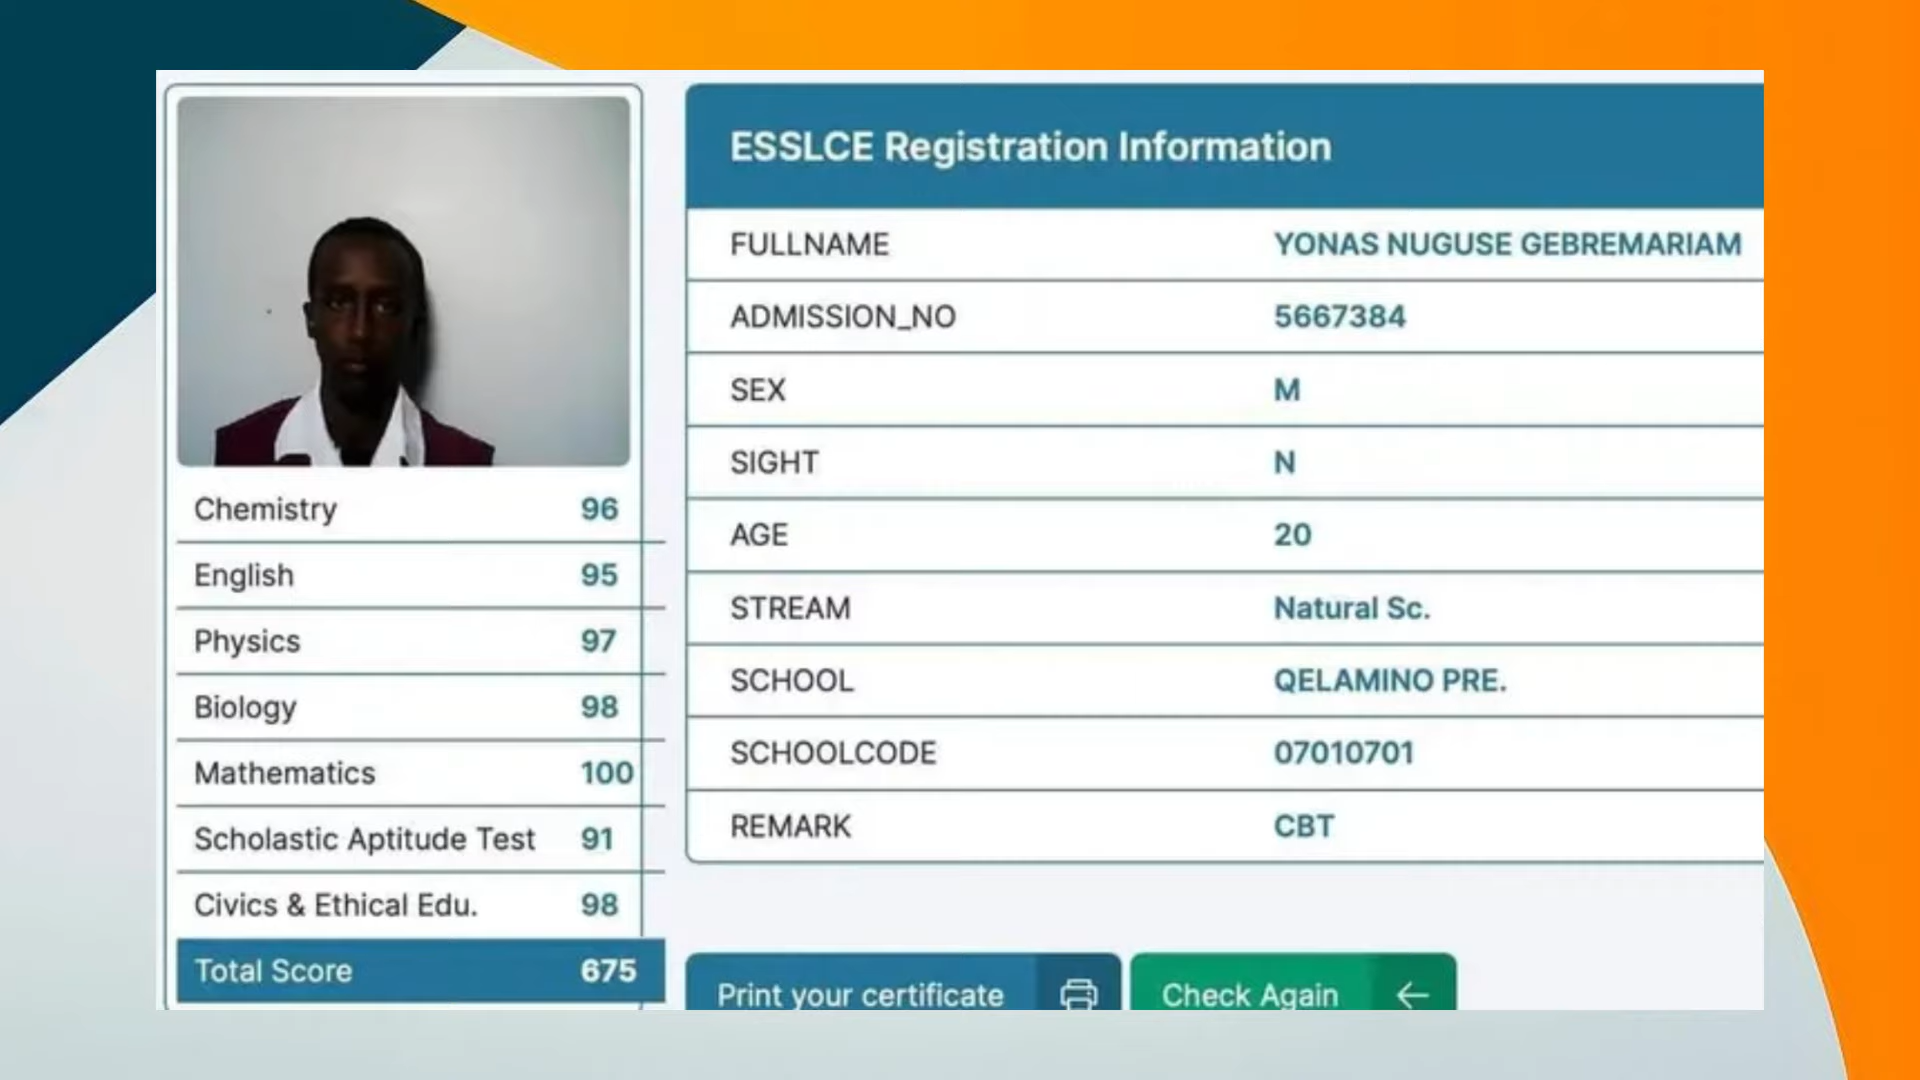 Chemistry 96
English 95
Physics 97
Biology 98
Mathematics 100
Scholastic Aptitude Test 91
Civics & Ethical Edu. 98
Total Score 675
ESSLCE Registration Information
FULLNAME YONAS NUGUSE GEBREMARIAM
ADMISSION_NO 5667384
SEX M
SIGHT N
AGE 20
STREAM Natural Sc.
SCHOOL QELAMINO PRE.
SCHOOLCODE 07010701
REMARK CBT
Print your certificate
Check Again